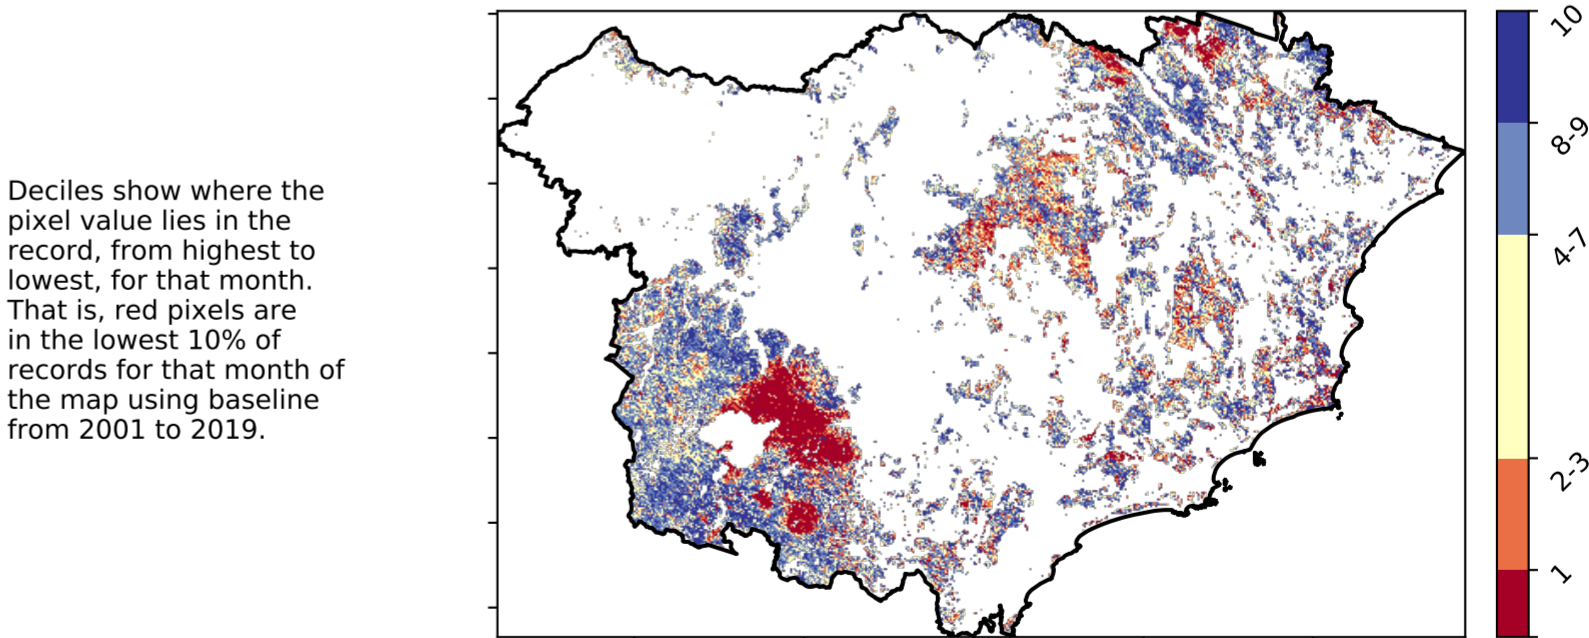 Deciles show where the
pixel value lies in the
record, from highest to
lowest, for that month.
That is, red pixels are
in the lowest 10% of
records for that month of
the map using baseline
from 2001 to 2019.
10
8-9
4-7
2-3
1